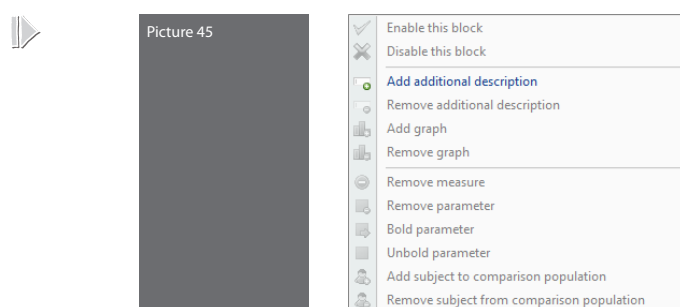 Picture 45
Enable this block
Disable this block
Add additional description
Remove additional description
Add graph
Remove graph
Remove measure
Remove parameter
Bold parameter
Unbold parameter
Add subject to comparison population
Remove subject from comparison population